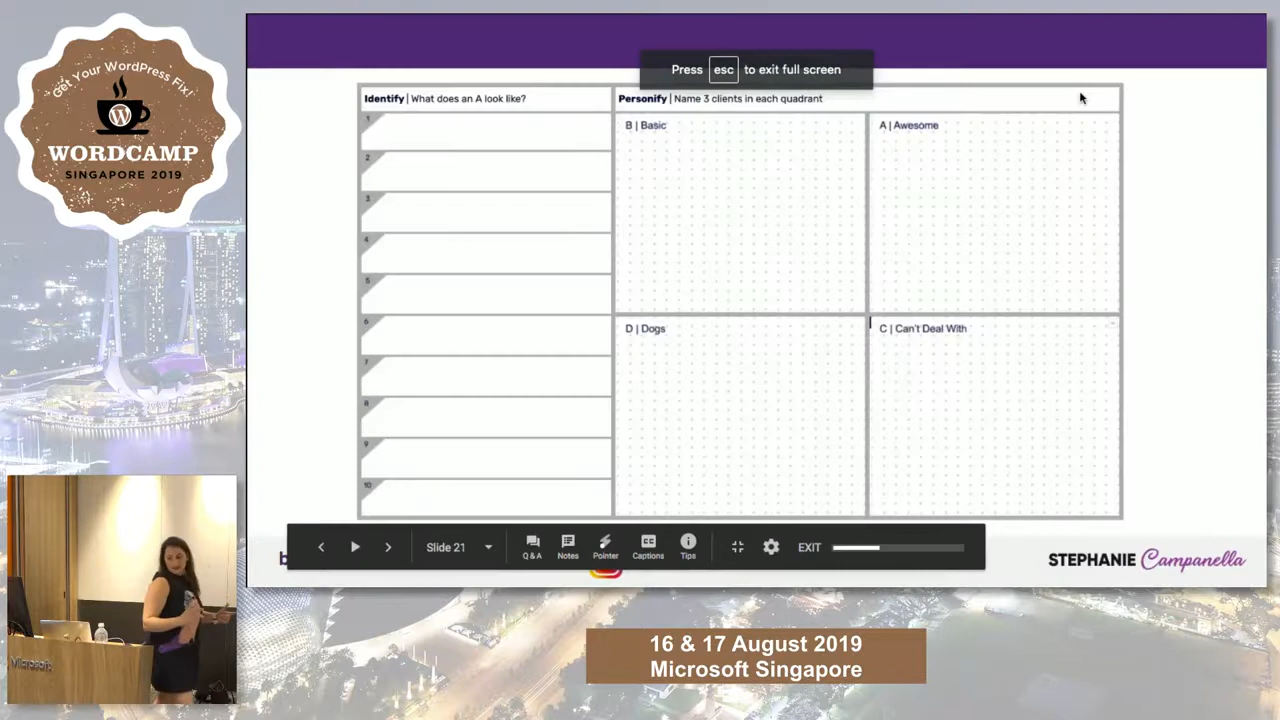 Get Your WordPress Fix!
WORDCAMP
SINGAPORE 2019
Press esc to exit full screen
Identify | What does an A look like?
1
2
3
4
5
6
7
8
9
10
Personify | Name 3 clients in each quadrant
B | Basic
A | Awesome
D | Dogs
C | Can't Deal With
Slide 21
Q & A
Notes
Pointer
CC
Captions
Tips
EXIT
STEPHANIE Campanella
Microsoft
16 & 17 August 2019
Microsoft Singapore